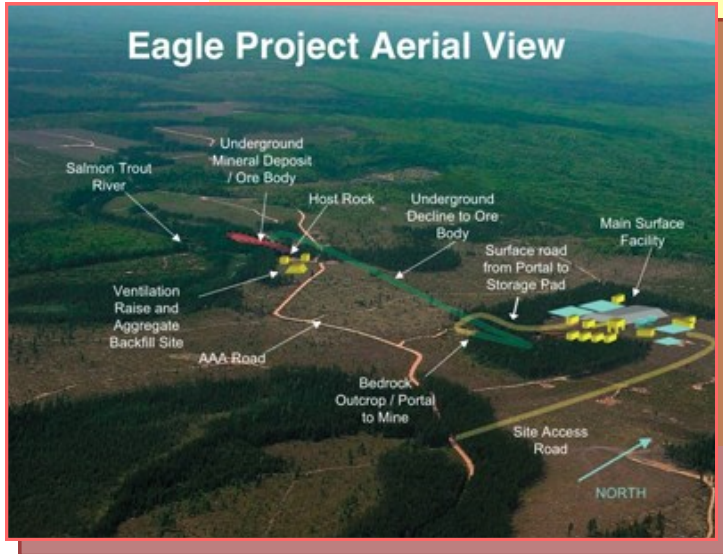 Eagle Project Aerial View
Underground
Mineral Deposit
/ Ore Body
Salmon Trout
River
Host Rock
Underground
Decline to Ore
Body
Main Surface
Facility
Surface road
from Portal to
Storage Pad
Ventilation
Raise and
Aggregate
Backfill Site
AAA Road
Bedrock
Outcrop / Portal
to Mine
Site Access
Road
NORTH